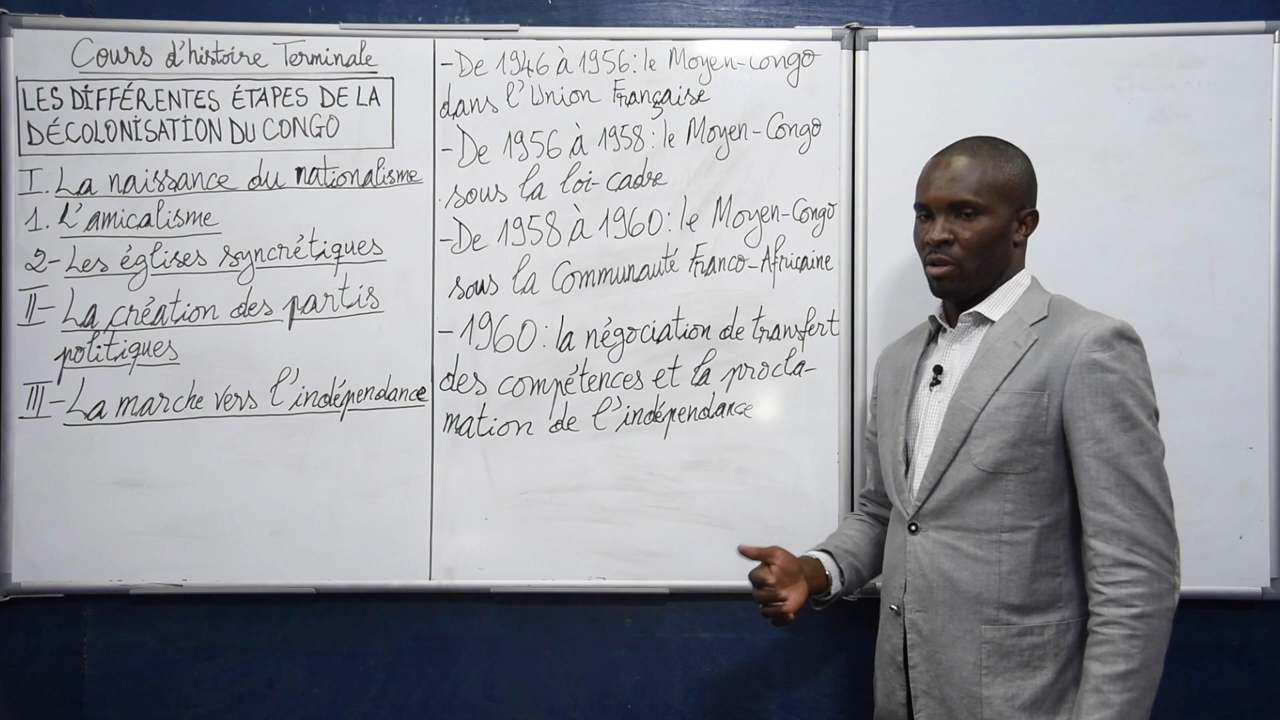 Cours d'histoire Terminale
LES DIFFÉRENTES ÉTAPES DE LA
DÉCOLONISATION DU CONGO
I. La naissance du nationalisme
1. L'amicalisme
2- Les églises syncrétiques
II- La création des partis
politiques
III- La marche vers l'indépendance
- De 1946 à 1956: le Moyen-Congo
dans l'Union Française
- De 1956 à 1958: le Moyen-Congo
sous la loi-cadre
- De 1958 à 1960: le Moyen-Congo
sous la Communauté Franco-Africaine
- 1960: la négociation de transfert
des compétences et la procla-
mation de l'indépendance